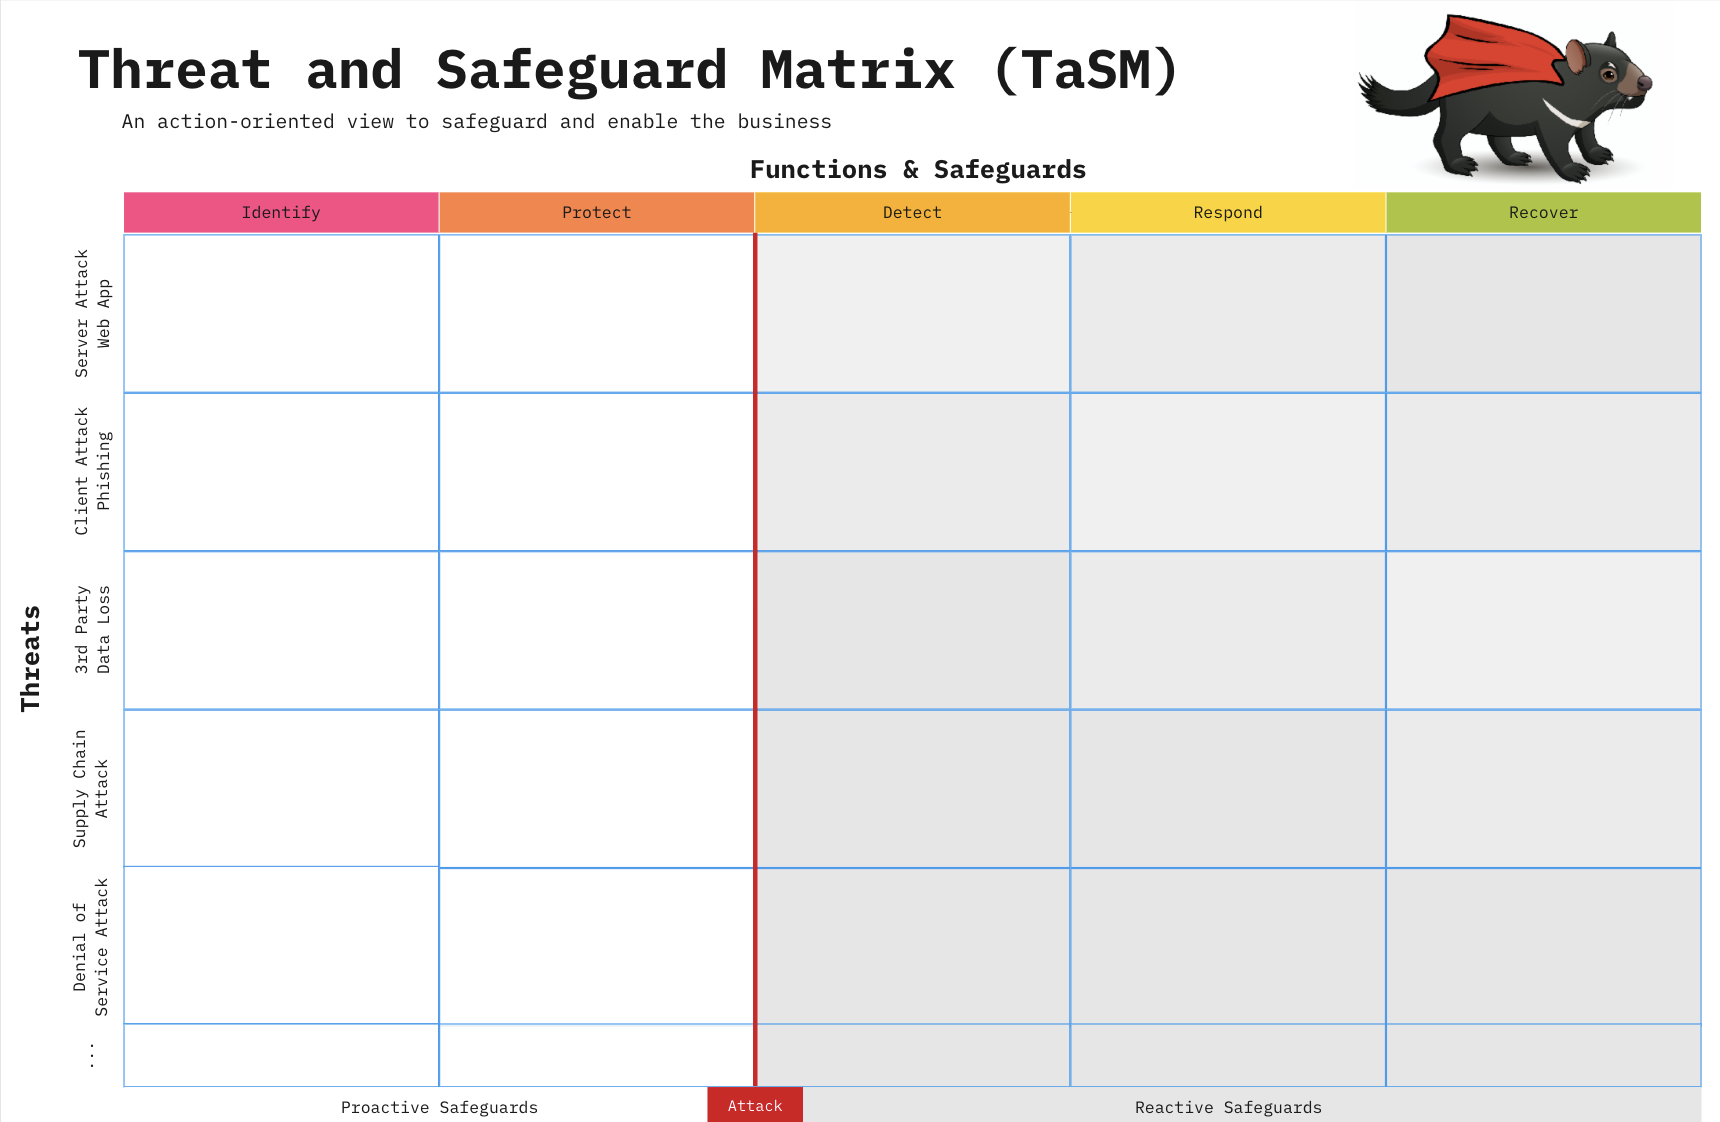 Threat and Safeguard Matrix (TaSM)
An action-oriented view to safeguard and enable the business
Functions & Safeguards
Identify
Protect
Detect
Respond
Recover
Threats
Server Attack
Web App
Client Attack
Phishing
3rd Party
Data Loss
Supply Chain
Attack
Denial of
Service Attack
...
Proactive Safeguards
Attack
Reactive Safeguards